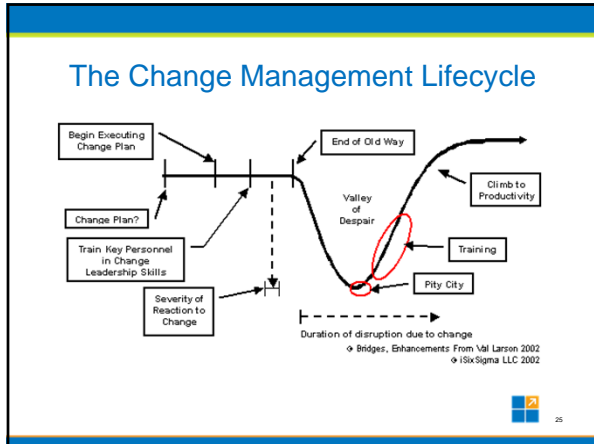 The Change Management Lifecycle
Begin Executing
Change Plan
End of Old Way
Change Plan?
Train Key Personnel
in Change
Leadership Skills
Severity of
Reaction to
Change
Valley
of
Despair
Climb to
Productivity
Training
Pity City
Duration of disruption due to change
Bridges, Enhancements From Val Larson 2002
iSixSigma LLC 2002
25